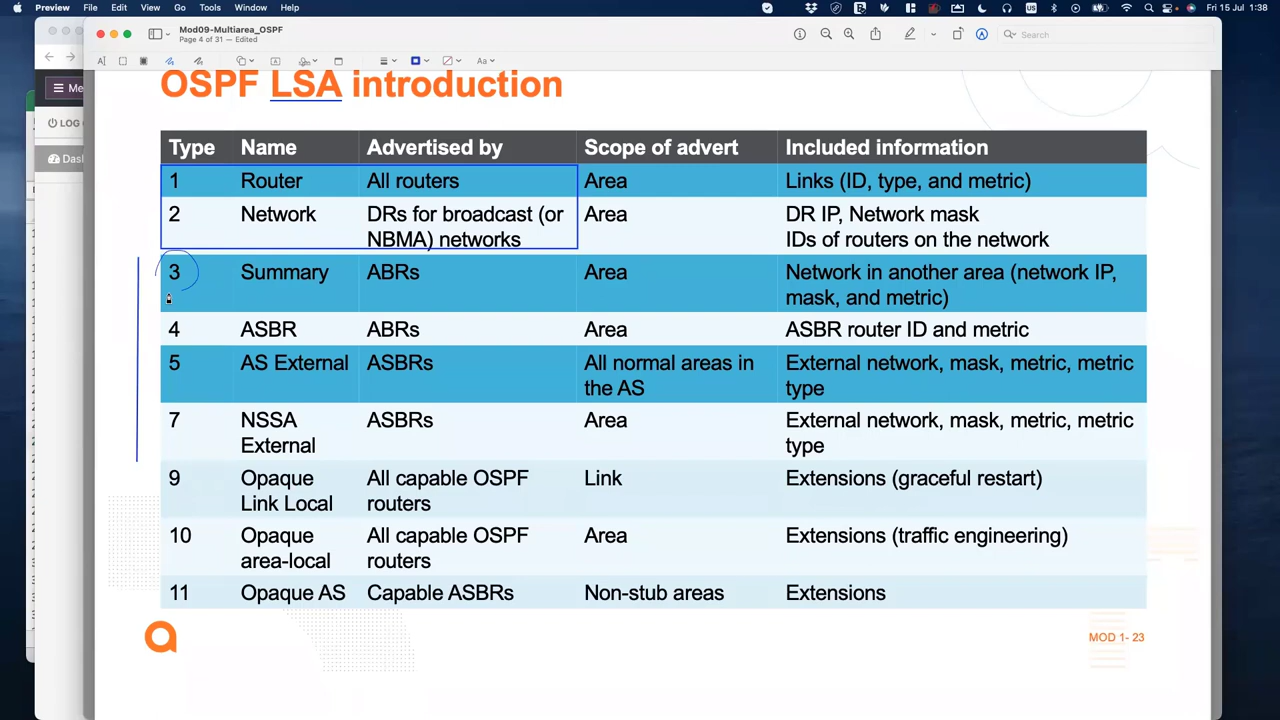 Preview File Edit View Go Tools Window Help Fri 15 Jul 1:38
Mod09-Multiarea_OSPF
Page 4 of 31 — Edited
Search
Me
LOG
Dash
OSPF LSA introduction
Type Name Advertised by Scope of advert Included information
1 Router All routers Area Links (ID, type, and metric)
2 Network DRs for broadcast (or NBMA) networks Area DR IP, Network mask
IDs of routers on the network
3 Summary ABRs Area Network in another area (network IP, mask, and metric)
4 ASBR ABRs Area ASBR router ID and metric
5 AS External ASBRs All normal areas in the AS External network, mask, metric, metric type
7 NSSA External ASBRs Area External network, mask, metric, metric type
9 Opaque Link Local All capable OSPF routers Link Extensions (graceful restart)
10 Opaque area-local All capable OSPF routers Area Extensions (traffic engineering)
11 Opaque AS Capable ASBRs Non-stub areas Extensions
MOD 1- 23